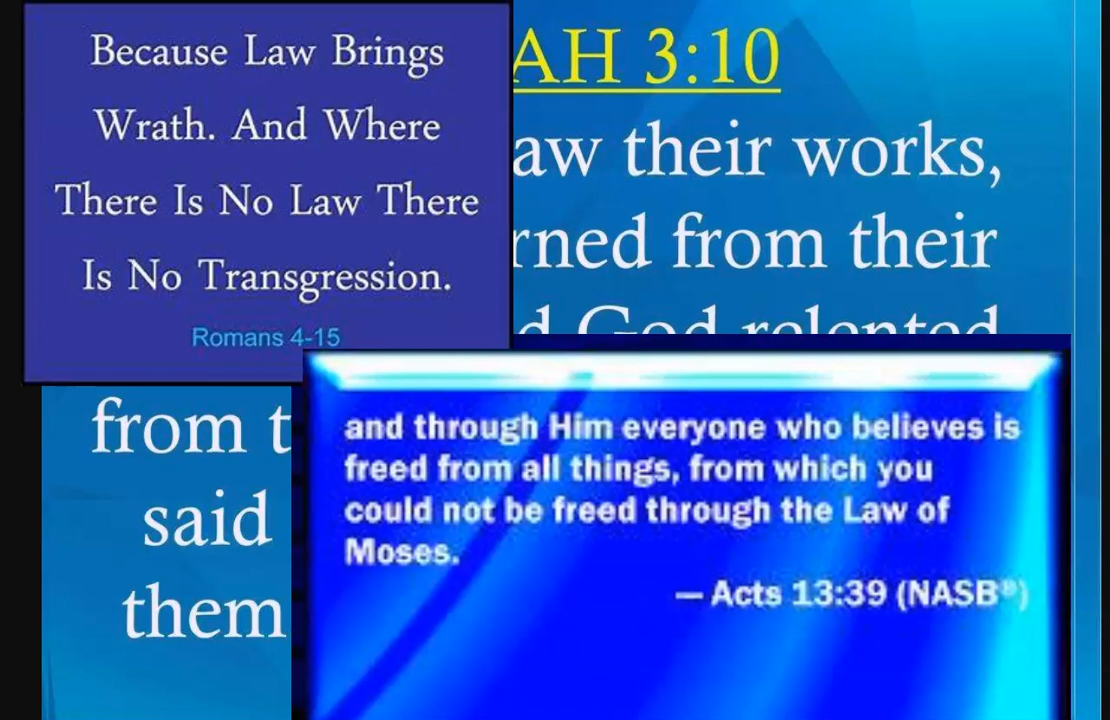 Because Law Brings
Wrath. And Where
There Is No Law There
Is No Transgression.
Romans 4-15
AH 3:10
aw their works,
rned from their
d God relented
from t
said
them
and through Him everyone who believes is
freed from all things, from which you
could not be freed through the Law of
Moses.
— Acts 13:39 (NASB®)